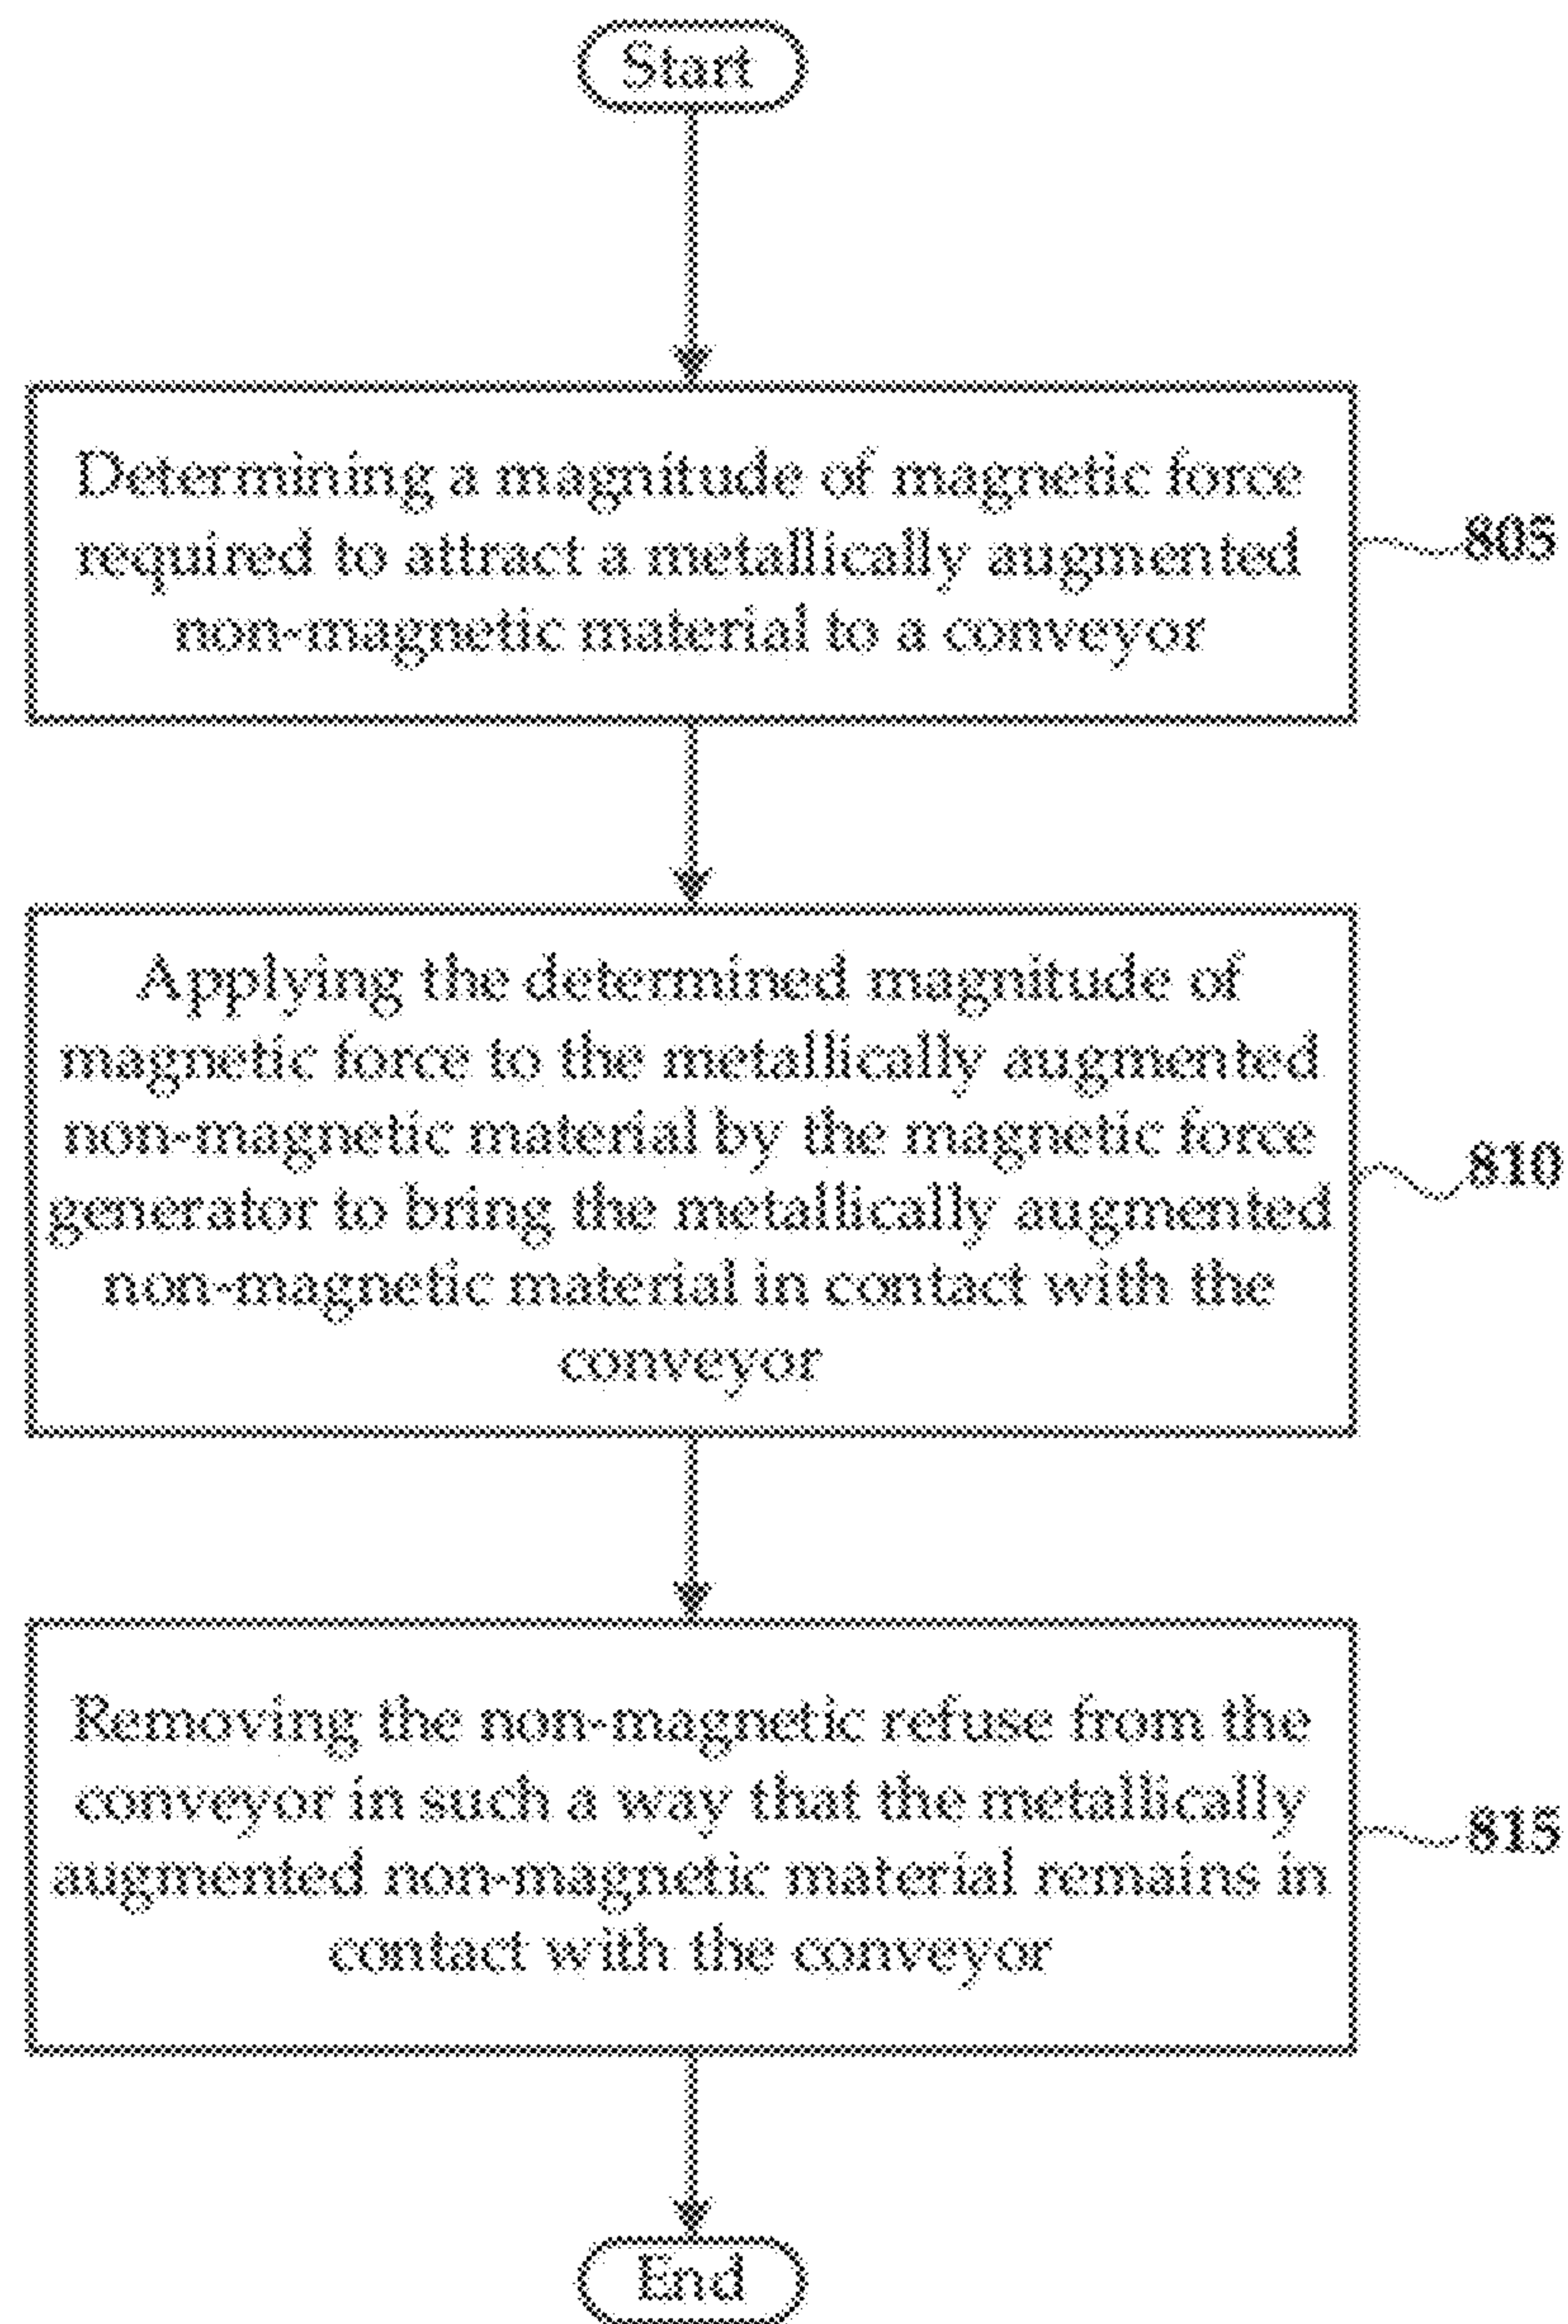 Start
Determining a magnitude of magnetic force
required to attract a metallically augmented
non-magnetic material to a conveyor
805
Applying the determined magnitude of
magnetic force to the metallically augmented
non-magnetic material by the magnetic force
generator to bring the metallically augmented
non-magnetic material in contact with the
conveyor
810
Removing the non-magnetic refuse from the
conveyor in such a way that the metallically
augmented non-magnetic material remains in
contact with the conveyor
815
End